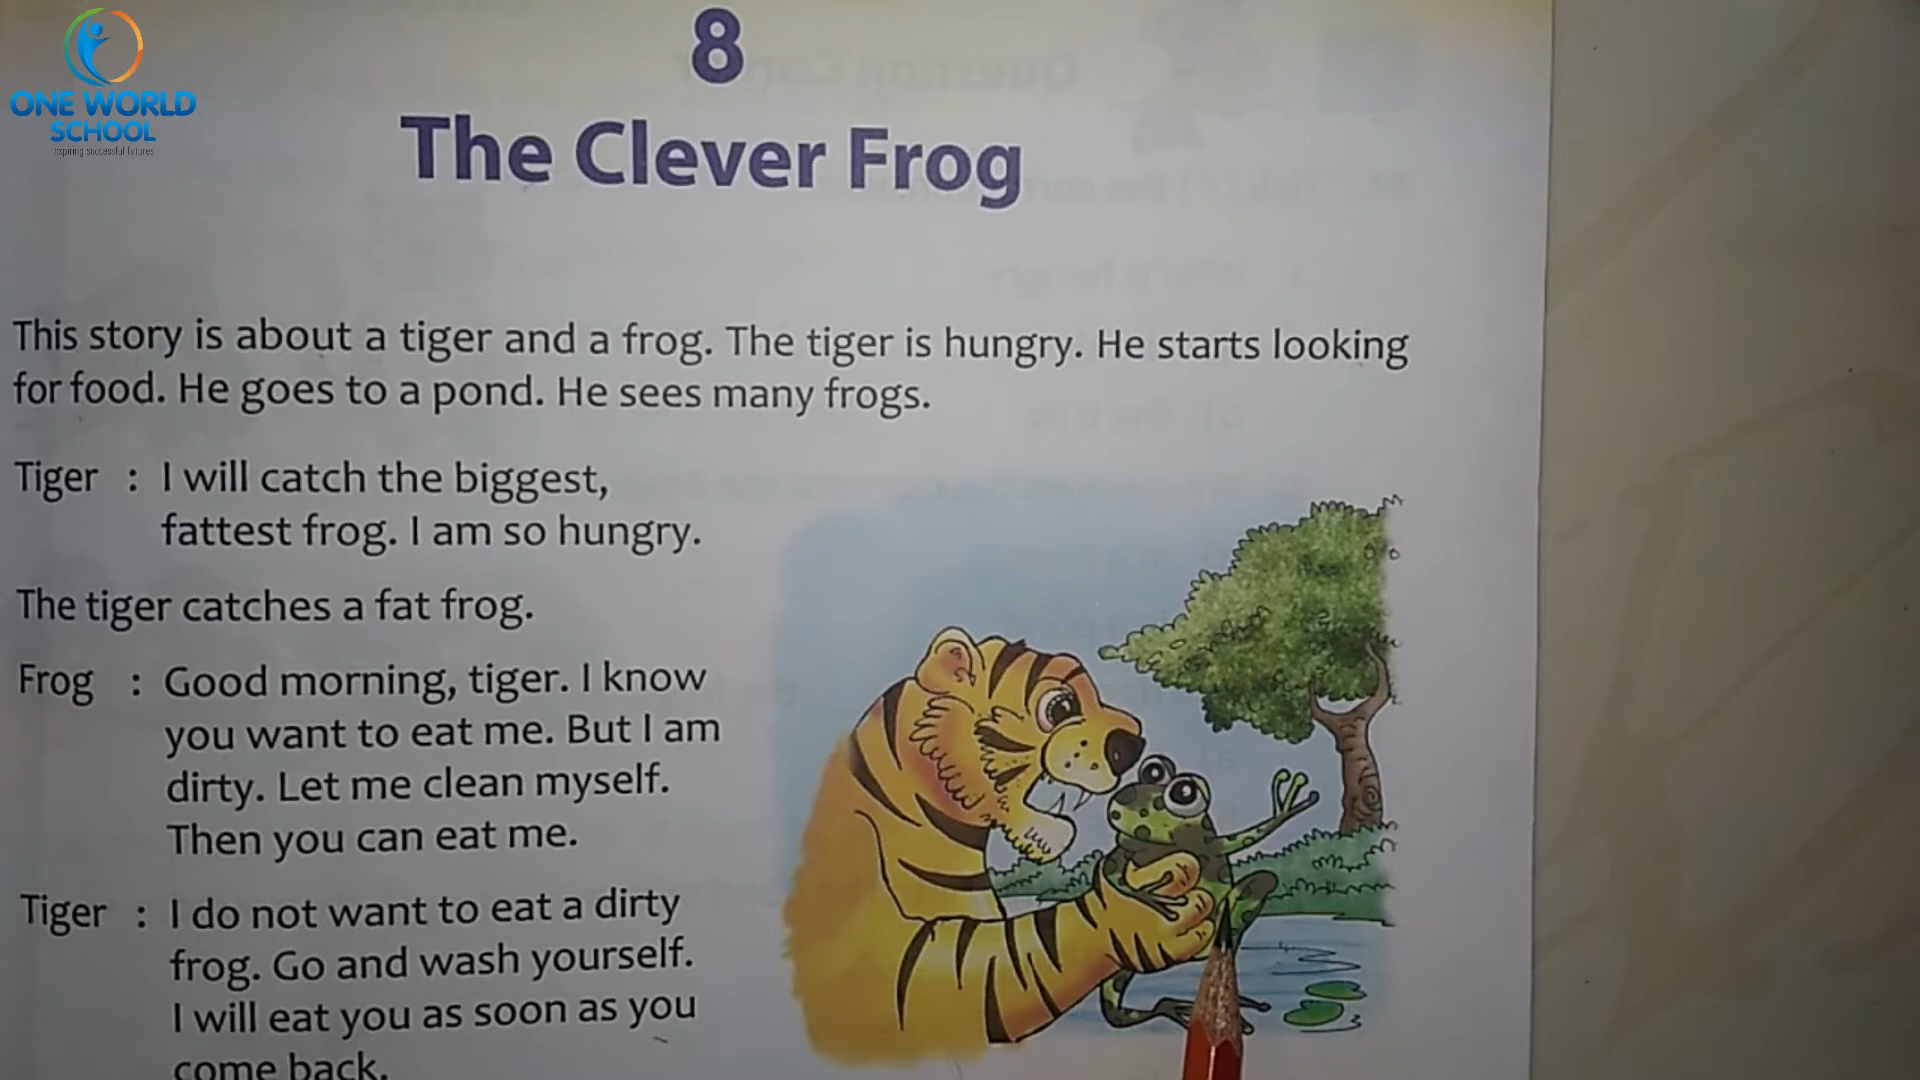 ONE WORLD
SCHOOL
inspiring successful futures
8
The Clever Frog
This story is about a tiger and a frog. The tiger is hungry. He starts looking
for food. He goes to a pond. He sees many frogs.
Tiger : I will catch the biggest,
fattest frog. I am so hungry.
The tiger catches a fat frog.
Frog : Good morning, tiger. I know
you want to eat me. But I am
dirty. Let me clean myself.
Then you can eat me.
Tiger : I do not want to eat a dirty
frog. Go and wash yourself.
I will eat you as soon as you
come back.